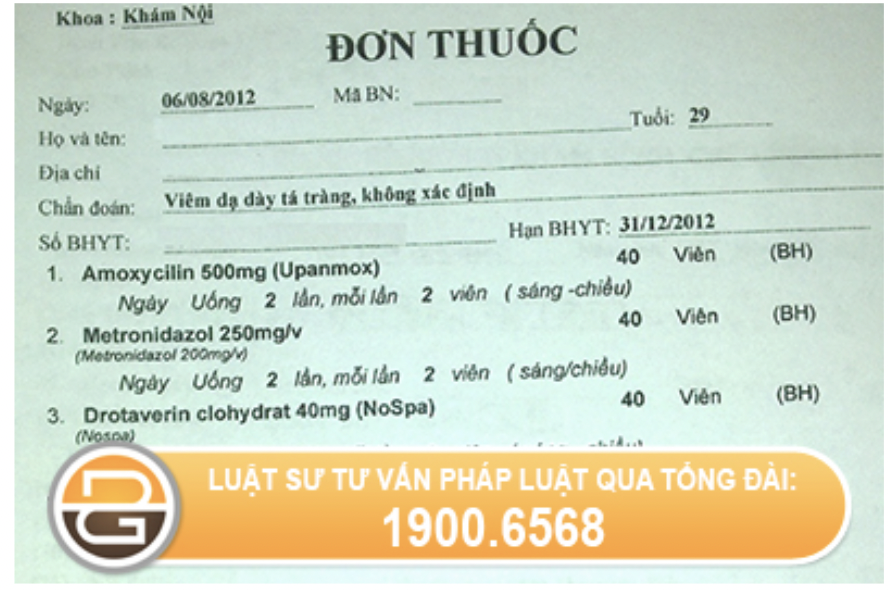 Khoa : Khám Nội
ĐƠN THUỐC
Ngày: 06/08/2012 Mã BN:
Họ và tên: Tuổi: 29
Địa chỉ
Chẩn đoán: Viêm dạ dày tá tràng, không xác định
Số BHYT: Hạn BHYT: 31/12/2012
1. Amoxycilin 500mg (Upanmox) 40 Viên (BH)
Ngày Uống 2 lần, mỗi lần 2 viên ( sáng -chiều)
2. Metronidazol 250mg/v 40 Viên (BH)
(Metronidazol 200mg/v)
Ngày Uống 2 lần, mỗi lần 2 viên ( sáng/chiều)
3. Drotaverin clohydrat 40mg (NoSpa) 40 Viên (BH)
(Nospa)
LUẬT SƯ TƯ VẤN PHÁP LUẬT QUA TỔNG ĐÀI:
1900.6568